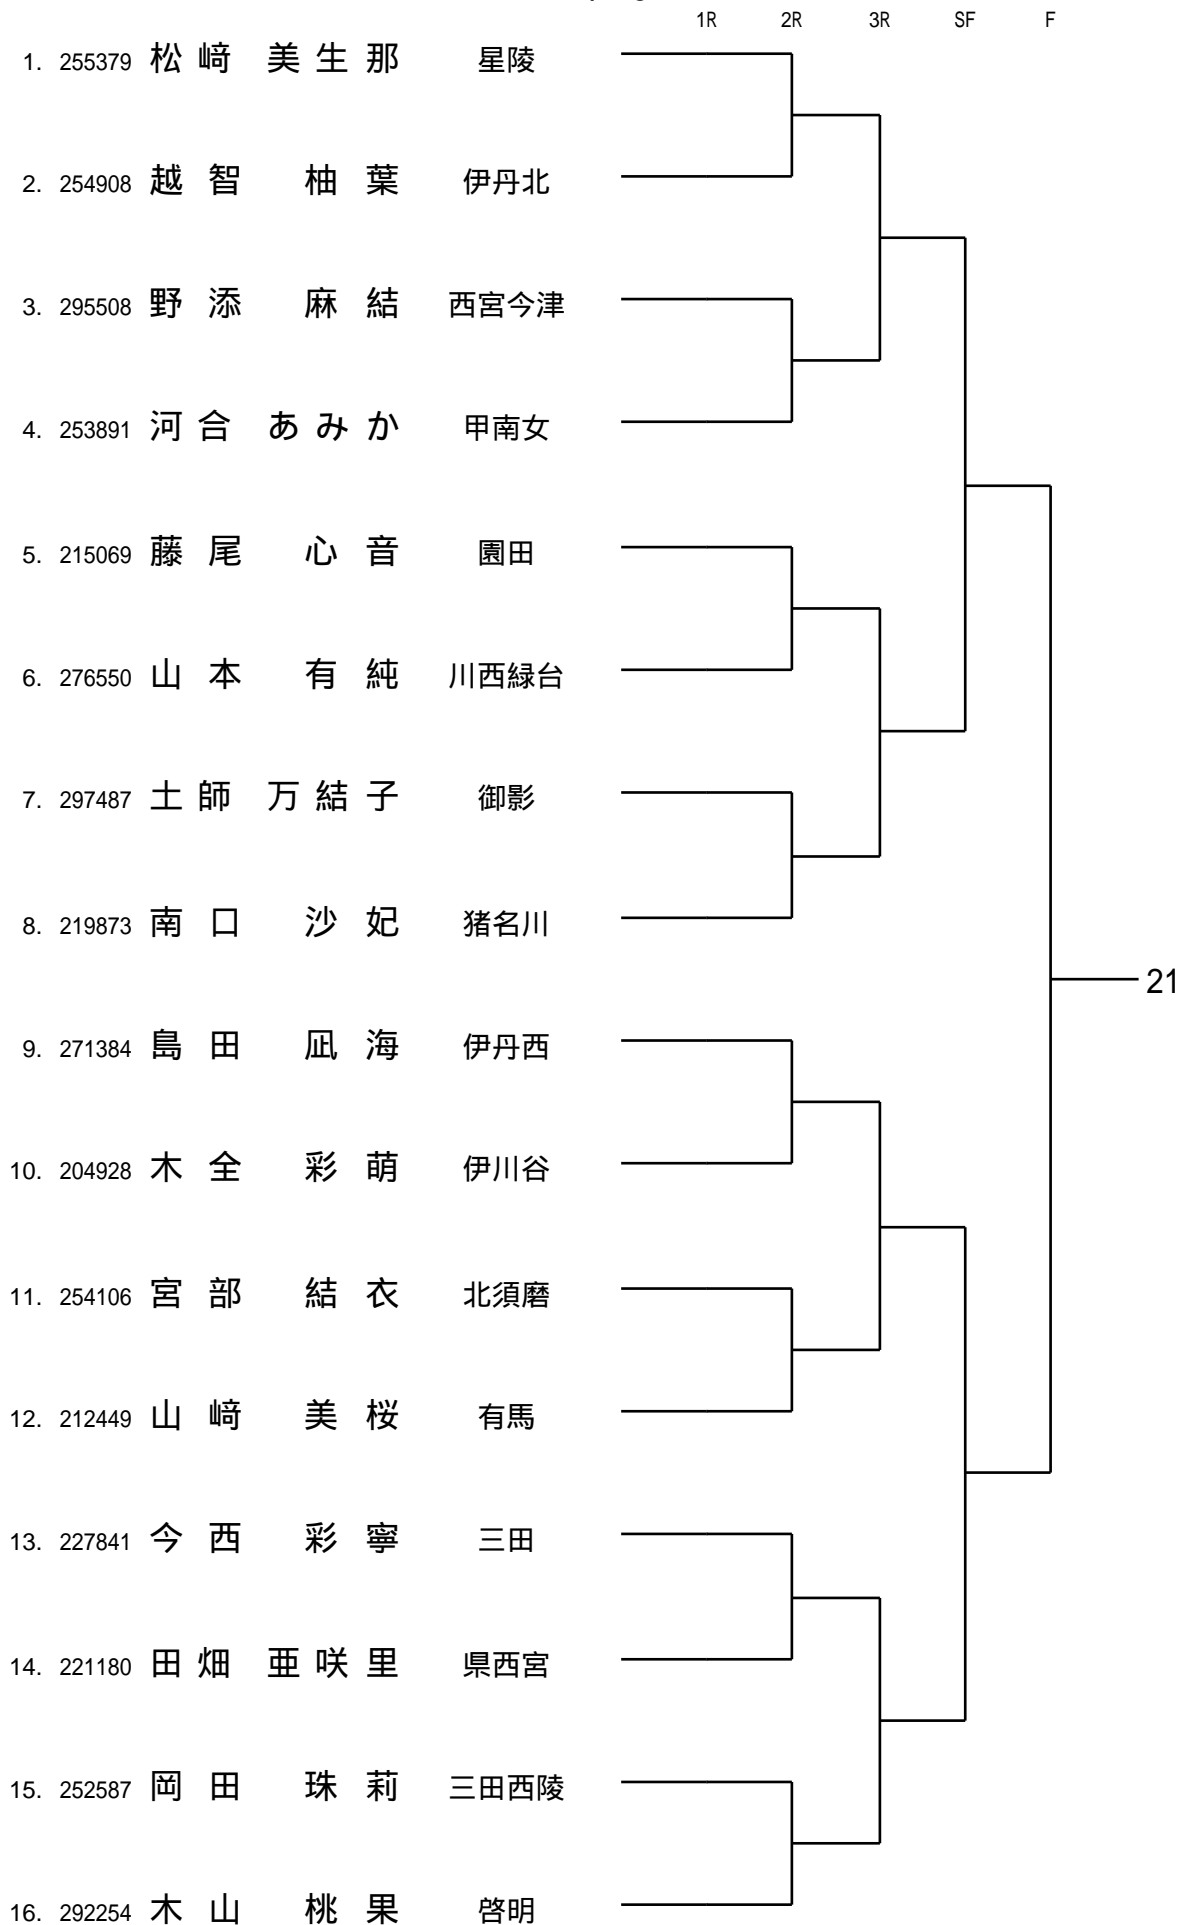 1R 2R 3R SF F
1. 255379 松﨑 美生那 星陵
2. 254908 越智 柚葉 伊丹北
3. 295508 野添 麻結 西宮今津
4. 253891 河合 あみか 甲南女
5. 215069 藤尾 心音 園田
6. 276550 山本 有純 川西緑台
7. 297487 土師 万結子 御影
8. 219873 南口 沙妃 猪名川
21
9. 271384 島田 凪海 伊丹西
10. 204928 木全 彩萌 伊川谷
11. 254106 宮部 結衣 北須磨
12. 212449 山﨑 美桜 有馬
13. 227841 今西 彩寧 三田
14. 221180 田畑 亜咲里 県西宮
15. 252587 岡田 珠莉 三田西陵
16. 292254 木山 桃果 啓明